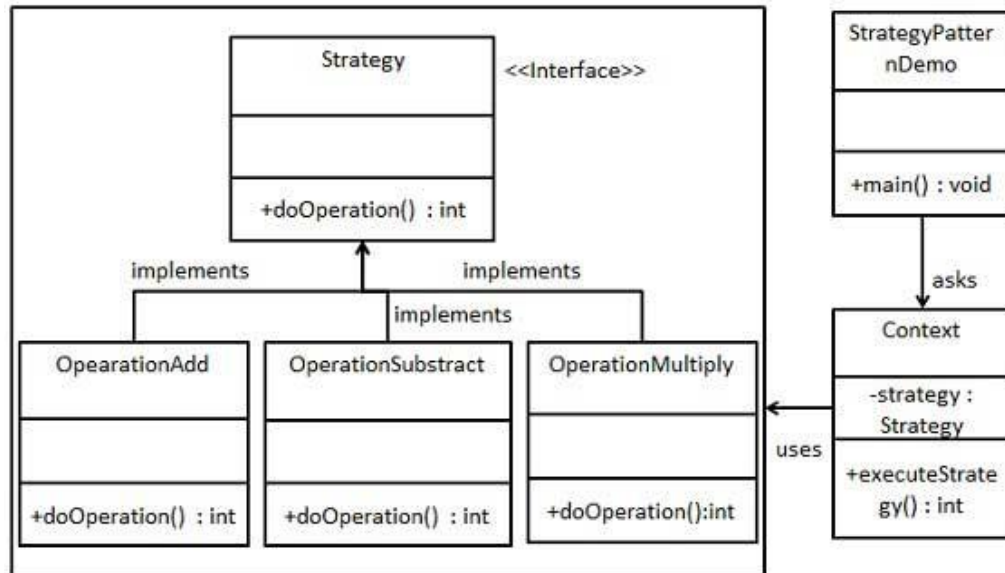 Strategy
<<Interface>>
+doOperation() : int
implements
implements
implements
OpearationAdd
+doOperation() : int
OperationSubstract
+doOperation() : int
OperationMultiply
+doOperation():int
StrategyPatter
nDemo
+main() : void
asks
Context
-strategy :
Strategy
+executeStrate
gy() : int
uses